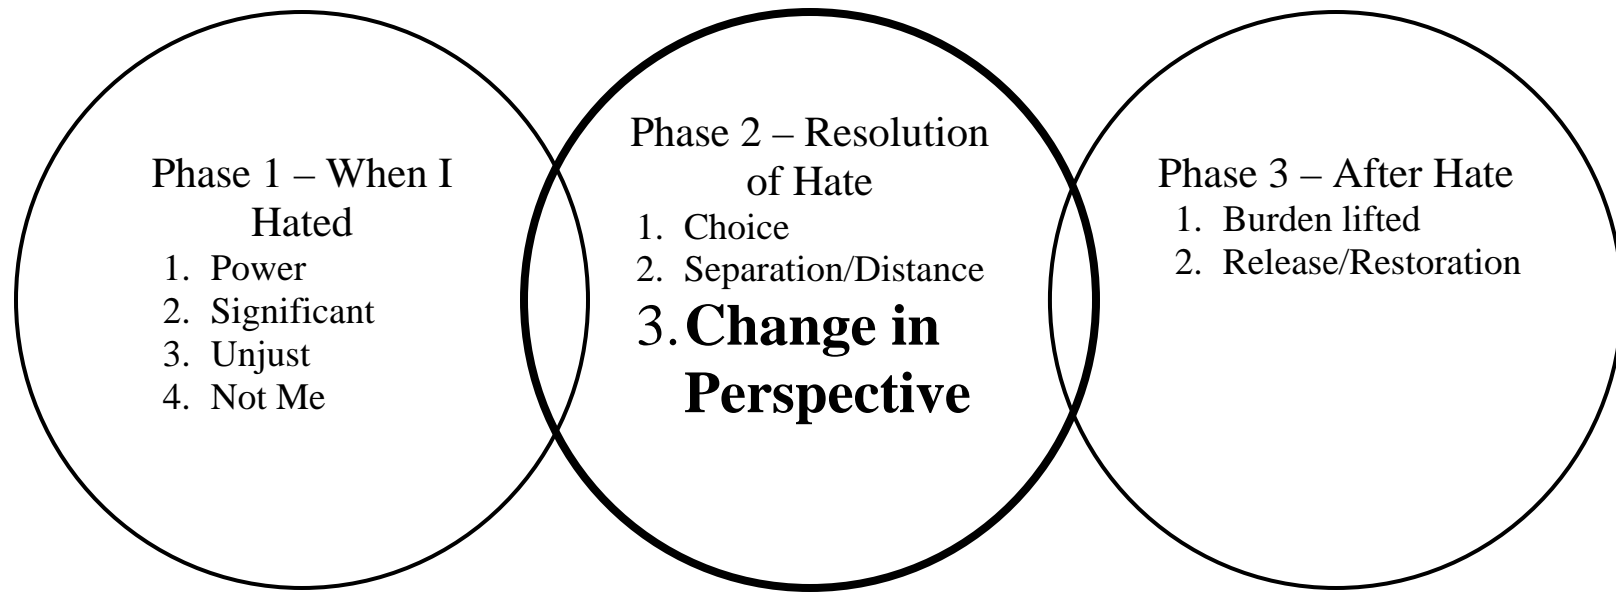 Phase 1 – When I
Hated
1. Power
2. Significant
3. Unjust
4. Not Me
Phase 2 – Resolution
of Hate
1. Choice
2. Separation/Distance
3. Change in
Perspective
Phase 3 – After Hate
1. Burden lifted
2. Release/Restoration